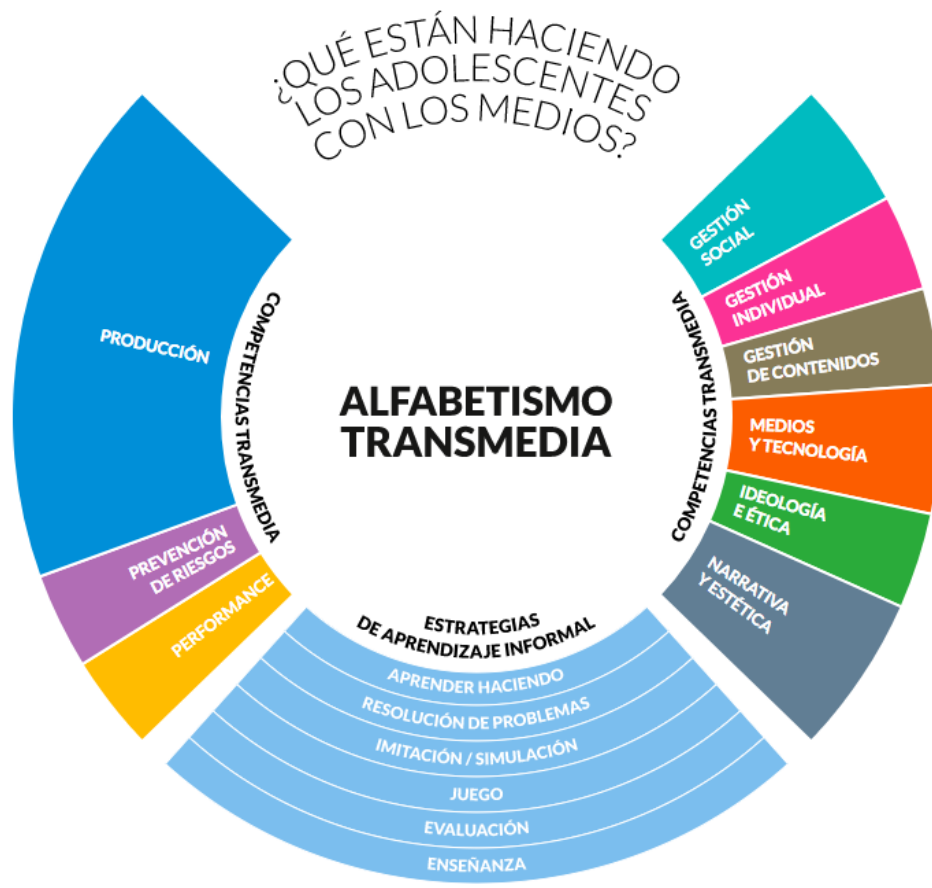 ¿QUÉ ESTÁN HACIENDO
LOS ADOLESCENTES
CON LOS MEDIOS?
PRODUCCIÓN
PREVENCIÓN
DE RIESGOS
PERFORMANCE
COMPETENCIAS TRANSMEDIA
ALFABETISMO
TRANSMEDIA
COMPETENCIAS TRANSMEDIA
GESTIÓN
SOCIAL
GESTIÓN
INDIVIDUAL
GESTIÓN
DE CONTENIDOS
MEDIOS
Y TECNOLOGÍA
IDEOLOGÍA
E ÉTICA
NARRATIVA
Y ESTÉTICA
ESTRATEGIAS
DE APRENDIZAJE INFORMAL
APRENDER HACIENDO
RESOLUCIÓN DE PROBLEMAS
IMITACIÓN / SIMULACIÓN
JUEGO
EVALUACIÓN
ENSEÑANZA